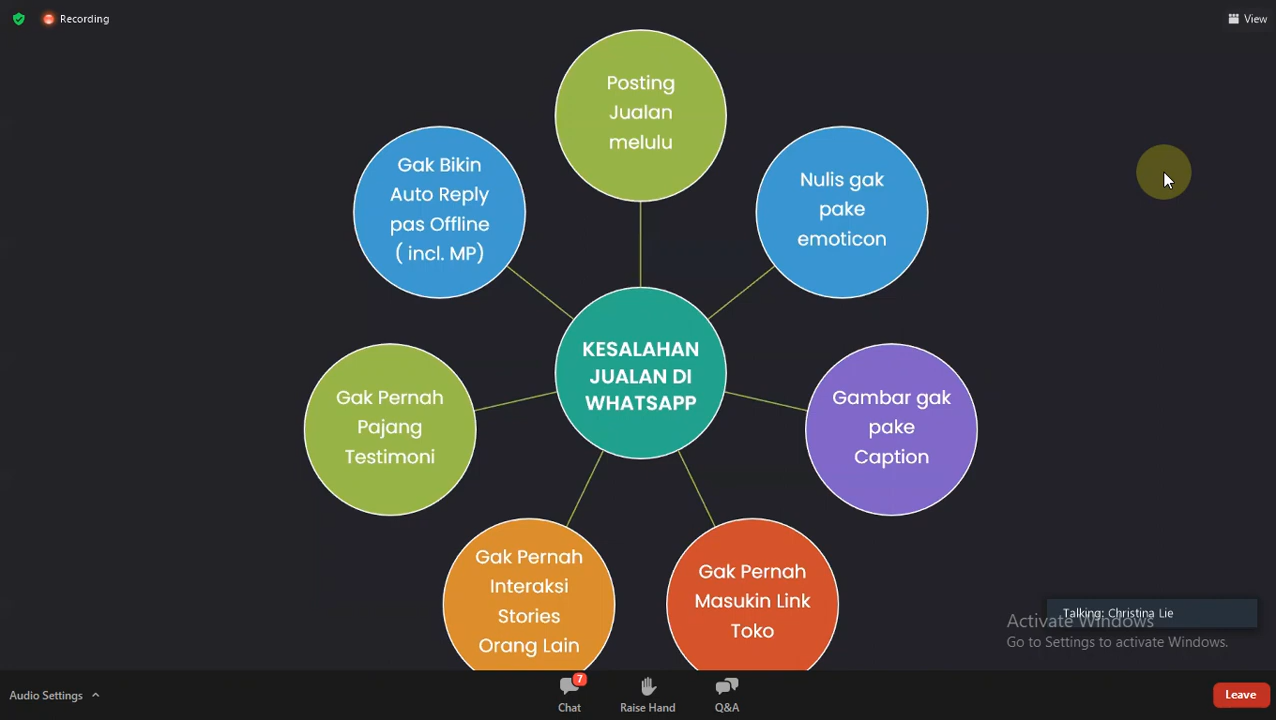 Recording
View
Posting
Jualan
melulu
Gak Bikin
Auto Reply
pas Offline
( incl. MP)
Nulis gak
pake
emoticon
KESALAHAN
JUALAN DI
WHATSAPP
Gak Pernah
Pajang
Testimoni
Gambar gak
pake
Caption
Gak Pernah
Interaksi
Stories
Orang Lain
Gak Pernah
Masukin Link
Toko
Talking: Christina Lie
Activate Windows
Go to Settings to activate Windows.
Audio Settings
7
Chat
Raise Hand
Q&A
Leave